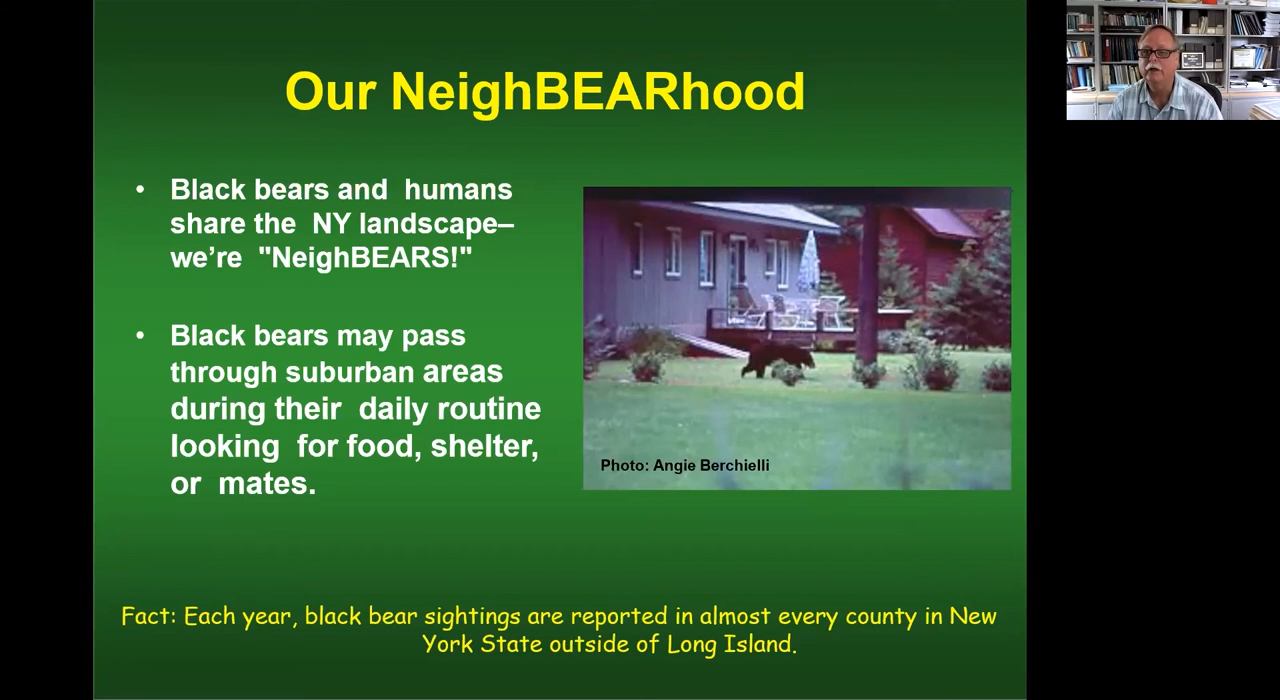 Our NeighBEARhood
• Black bears and humans
share the NY landscape–
we’re "NeighBEARS!"
• Black bears may pass
through suburban areas
during their daily routine
looking for food, shelter,
or mates.
Photo: Angie Berchielli
Fact: Each year, black bear sightings are reported in almost every county in New
York State outside of Long Island.